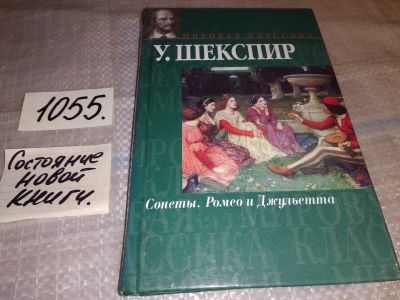 МИРОВАЯ КЛАССИКА
У. ШЕКСПИР
Сонеты. Ромео и Джульетта
1055.
Состояние
новой
книги.